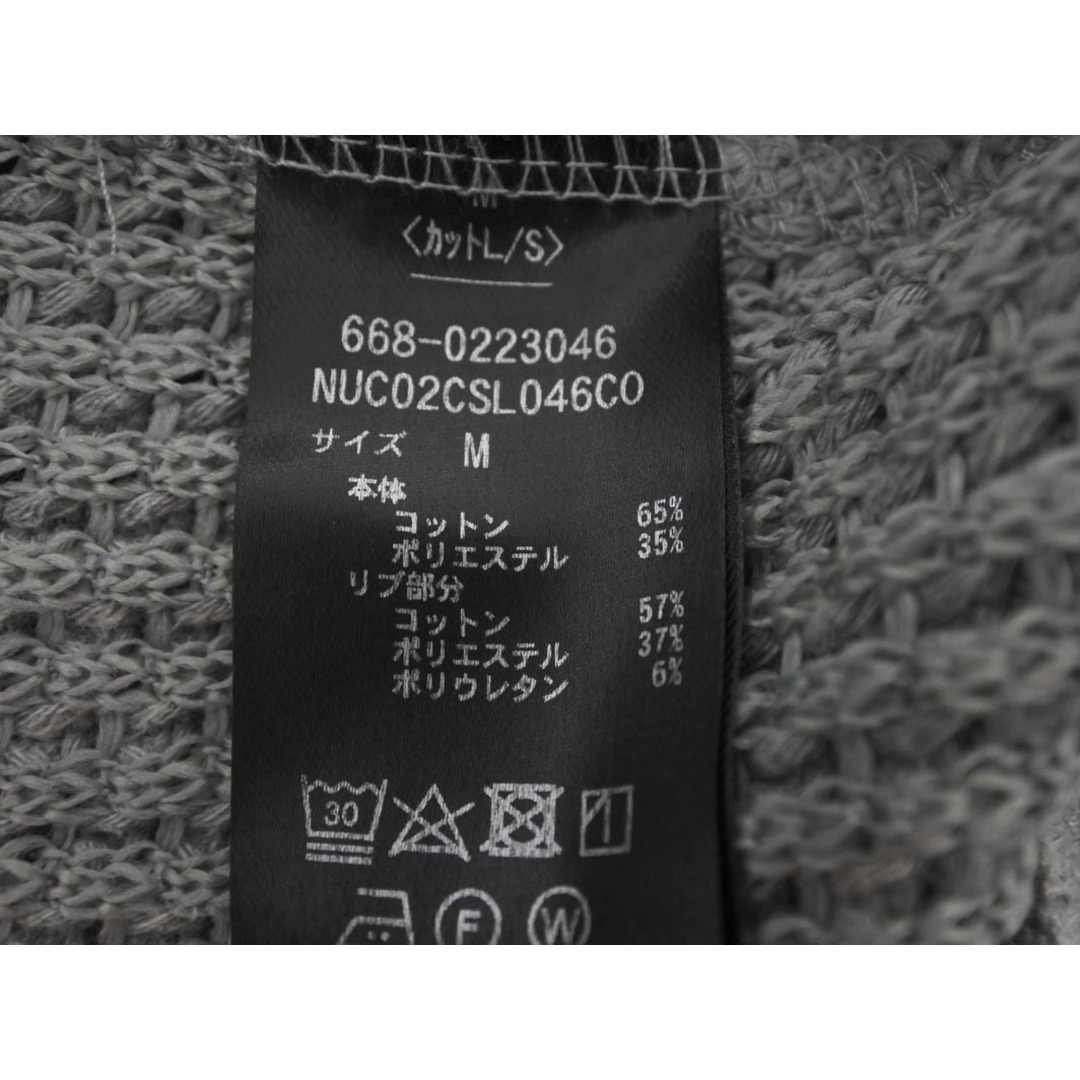 M
〈カットL/S〉
668-0223046
NUC02CSL046CO
サイズ M
本体
コットン 65%
ポリエステル 35%
リブ部分
コットン 57%
ポリエステル 37%
ポリウレタン 6%
30
F
W